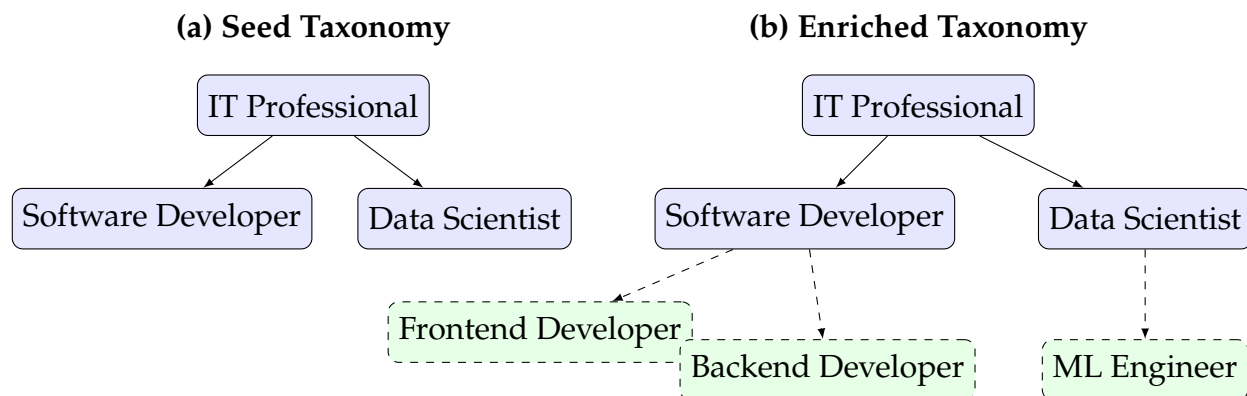 (a) Seed Taxonomy
IT Professional
Software Developer
Data Scientist
(b) Enriched Taxonomy
IT Professional
Software Developer
Data Scientist
Frontend Developer
Backend Developer
ML Engineer